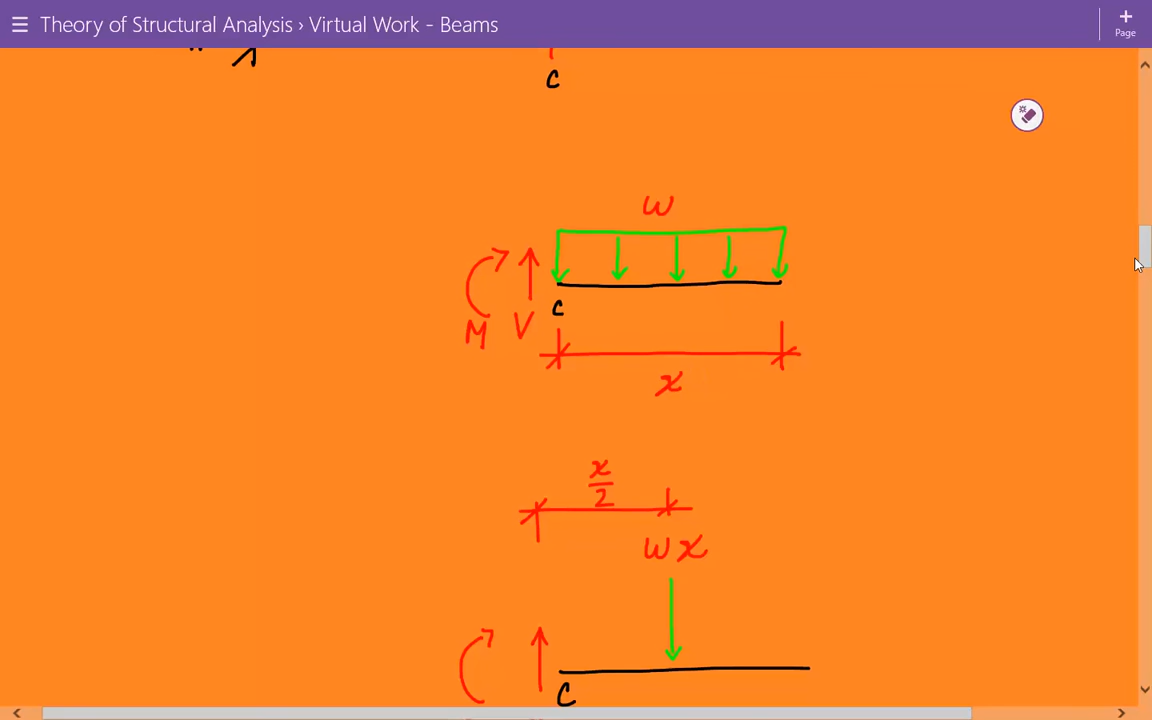 Theory of Structural Analysis › Virtual Work - Beams
Page
C
w
M V
C
x
x
2
wx
C